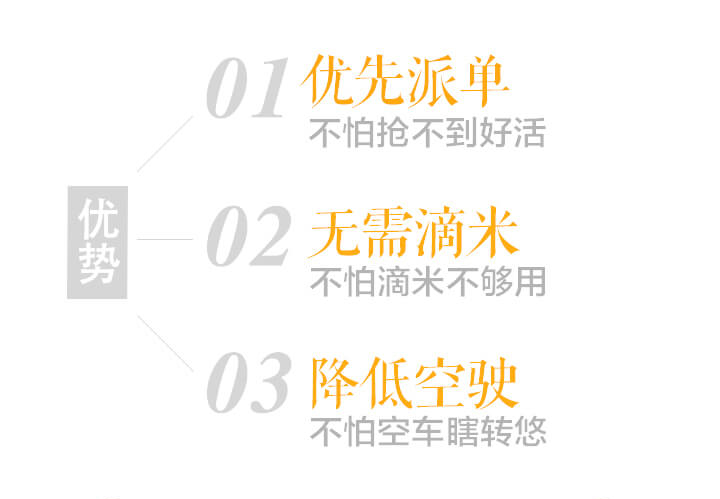 优势
01 优先派单
不怕抢不到好活
02 无需滴米
不怕滴米不够用
03 降低空驶
不怕空车瞎转悠